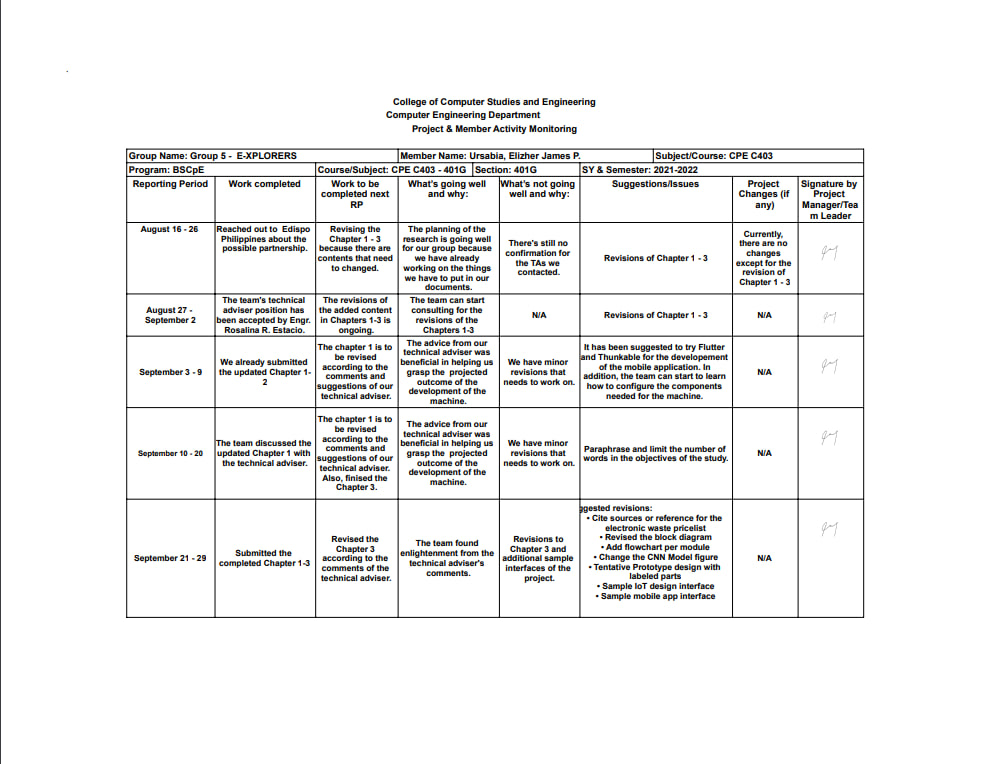 College of Computer Studies and Engineering
Computer Engineering Department
Project & Member Activity Monitoring
Group Name: Group 5 - E-XPLORERS
Member Name: Ursabia, Elizher James P.
Subject/Course: CPE C403
Program: BSCpE
Course/Subject: CPE C403 - 401G
Section: 401G
SY & Semester: 2021-2022
Reporting Period
Work completed
Work to be
completed next
RP
What's going well
and why:
What's not going
well and why:
Suggestions/Issues
Project
Changes (if
any)
Signature by
Project
Manager/Tea
m Leader
August 16 - 26
Reached out to Edispo
Philippines about the
possible partnership.
Revising the
Chapter 1 - 3
because there are
contents that need
to changed.
The planning of the
research is going well
for our group because
we have already
working on the things
we have to put in our
documents.
There's still no
confirmation for
the TAs we
contacted.
Revisions of Chapter 1 - 3
Currently,
there are no
changes
except for the
revision of
Chapter 1 - 3
August 27 -
September 2
The team's technical
adviser position has
been accepted by Engr.
Rosalina R. Estacio.
The revisions of
the added content
in Chapters 1-3 is
ongoing.
The team can start
consulting for the
revisions of the
Chapters 1-3
N/A
Revisions of Chapter 1 - 3
N/A
September 3 - 9
We already submitted
the updated Chapter 1-
2
The chapter 1 is to
be revised
according to the
comments and
suggestions of our
technical adviser.
The advice from our
technical adviser was
beneficial in helping us
grasp the projected
outcome of the
development of the
machine.
We have minor
revisions that
needs to work on.
It has been suggested to try Flutter
and Thunkable for the developement
of the mobile application. In
addition, the team can start to learn
how to configure the components
needed for the machine.
N/A
September 10 - 20
The team discussed the
updated Chapter 1 with
the technical adviser.
The chapter 1 is to
be revised
according to the
comments and
suggestions of our
technical adviser.
Also, finised the
Chapter 3.
The advice from our
technical adviser was
beneficial in helping us
grasp the projected
outcome of the
development of the
machine.
We have minor
revisions that
needs to work on.
Paraphrase and limit the number of
words in the objectives of the study.
N/A
September 21 - 29
Submitted the
completed Chapter 1-3
Revised the
Chapter 3
according to the
comments of the
technical adviser.
The team found
enlightenment from the
technical adviser's
comments.
Revisions to
Chapter 3 and
additional sample
interfaces of the
project.
ggested revisions:
• Cite sources or reference for the
electronic waste pricelist
• Revised the block diagram
• Add flowchart per module
• Change the CNN Model figure
• Tentative Prototype design with
labeled parts
• Sample IoT design interface
• Sample mobile app interface
N/A